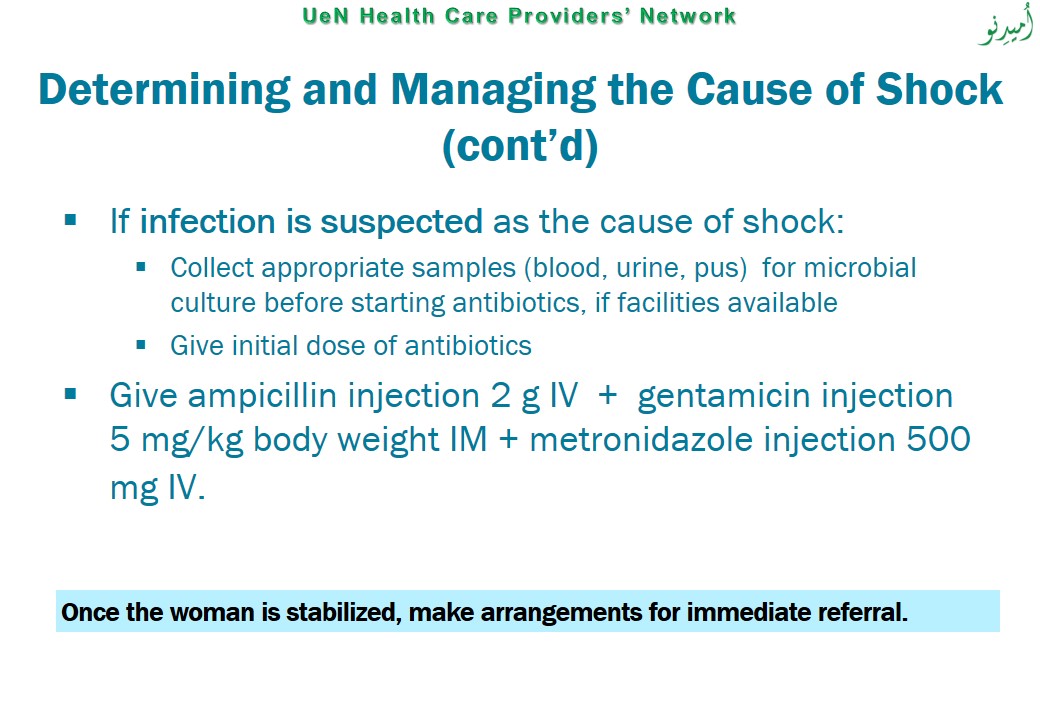 UeN Health Care Providers’ Network
أُميدِنو
Determining and Managing the Cause of Shock
(cont’d)
▪ If infection is suspected as the cause of shock:
▪ Collect appropriate samples (blood, urine, pus)  for microbial
culture before starting antibiotics, if facilities available
▪ Give initial dose of antibiotics
▪ Give ampicillin injection 2 g IV  +  gentamicin injection
5 mg/kg body weight IM + metronidazole injection 500
mg IV.
Once the woman is stabilized, make arrangements for immediate referral.